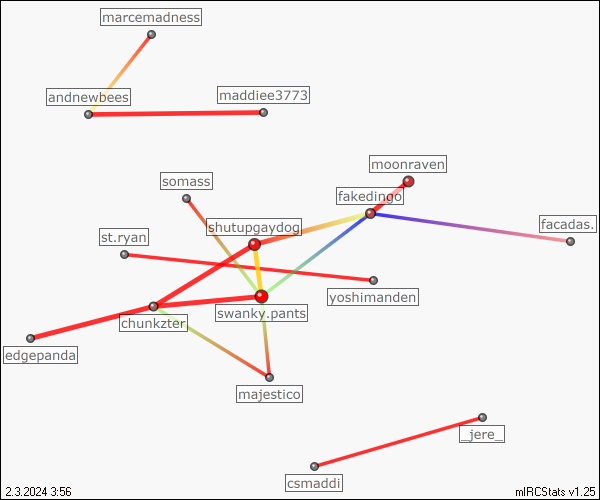 marcemadness
andnewbees
maddiee3773
moonraven
somass
fakedingo
shutupgaydog
facadas.
st.ryan
yoshimanden
swanky.pants
chunkzter
edgepanda
majestico
_jere_
csmaddi
2.3.2024 3:56
mIRCStats v1.25